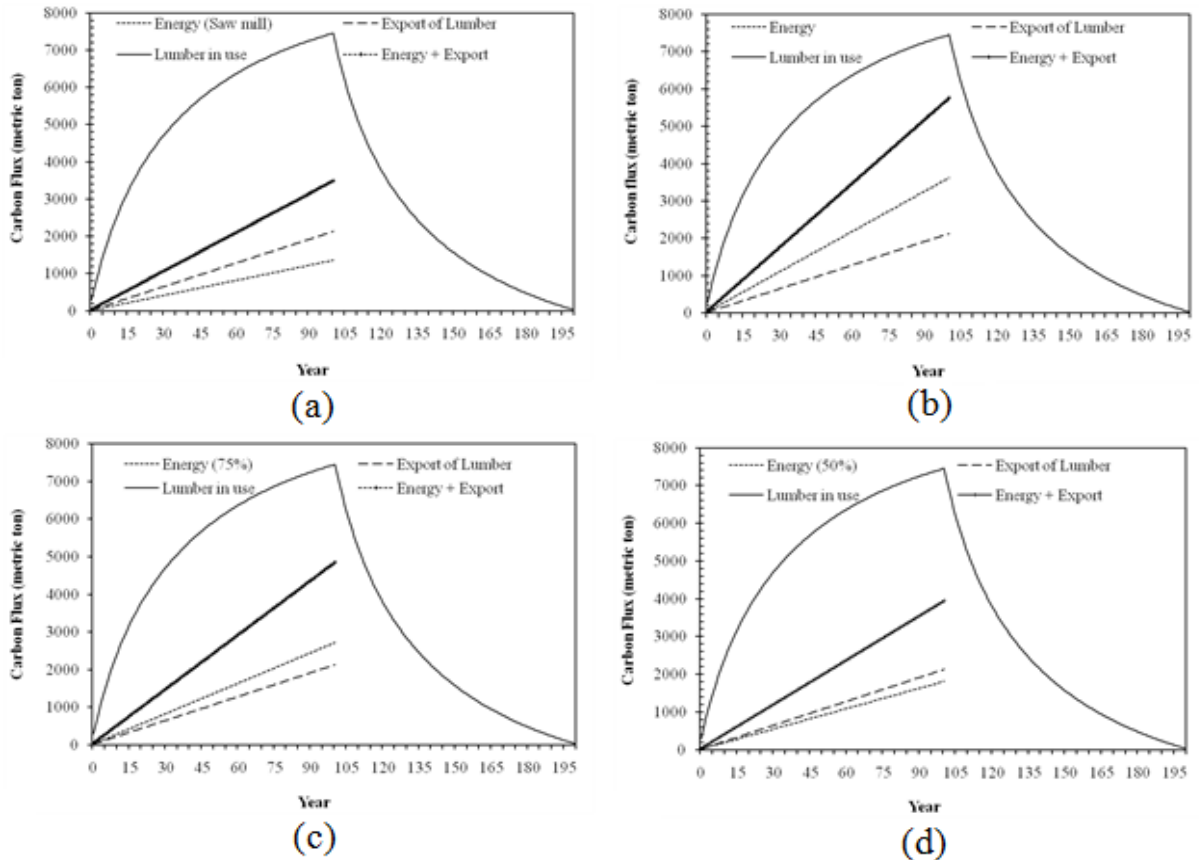 Energy (Saw mill) Export of Lumber
Lumber in use Energy + Export
Carbon Flux (metric ton)
8000
7000
6000
5000
4000
3000
2000
1000
0
0 15 30 45 60 75 90 105 120 135 150 165 180 195
Year
(a)
Energy Export of Lumber
Lumber in use Energy + Export
Carbon flux (metric ton)
8000
7000
6000
5000
4000
3000
2000
1000
0
0 15 30 45 60 75 90 105 120 135 150 165 180 195
Year
(b)
Energy (75%) Export of Lumber
Lumber in use Energy + Export
Carbon Flux (metric ton)
8000
7000
6000
5000
4000
3000
2000
1000
0
0 15 30 45 60 75 90 105 120 135 150 165 180 195
Year
(c)
Energy (50%) Export of Lumber
Lumber in use Energy + Export
Carbon Flux (metric ton)
8000
7000
6000
5000
4000
3000
2000
1000
0
0 15 30 45 60 75 90 105 120 135 150 165 180 195
Year
(d)